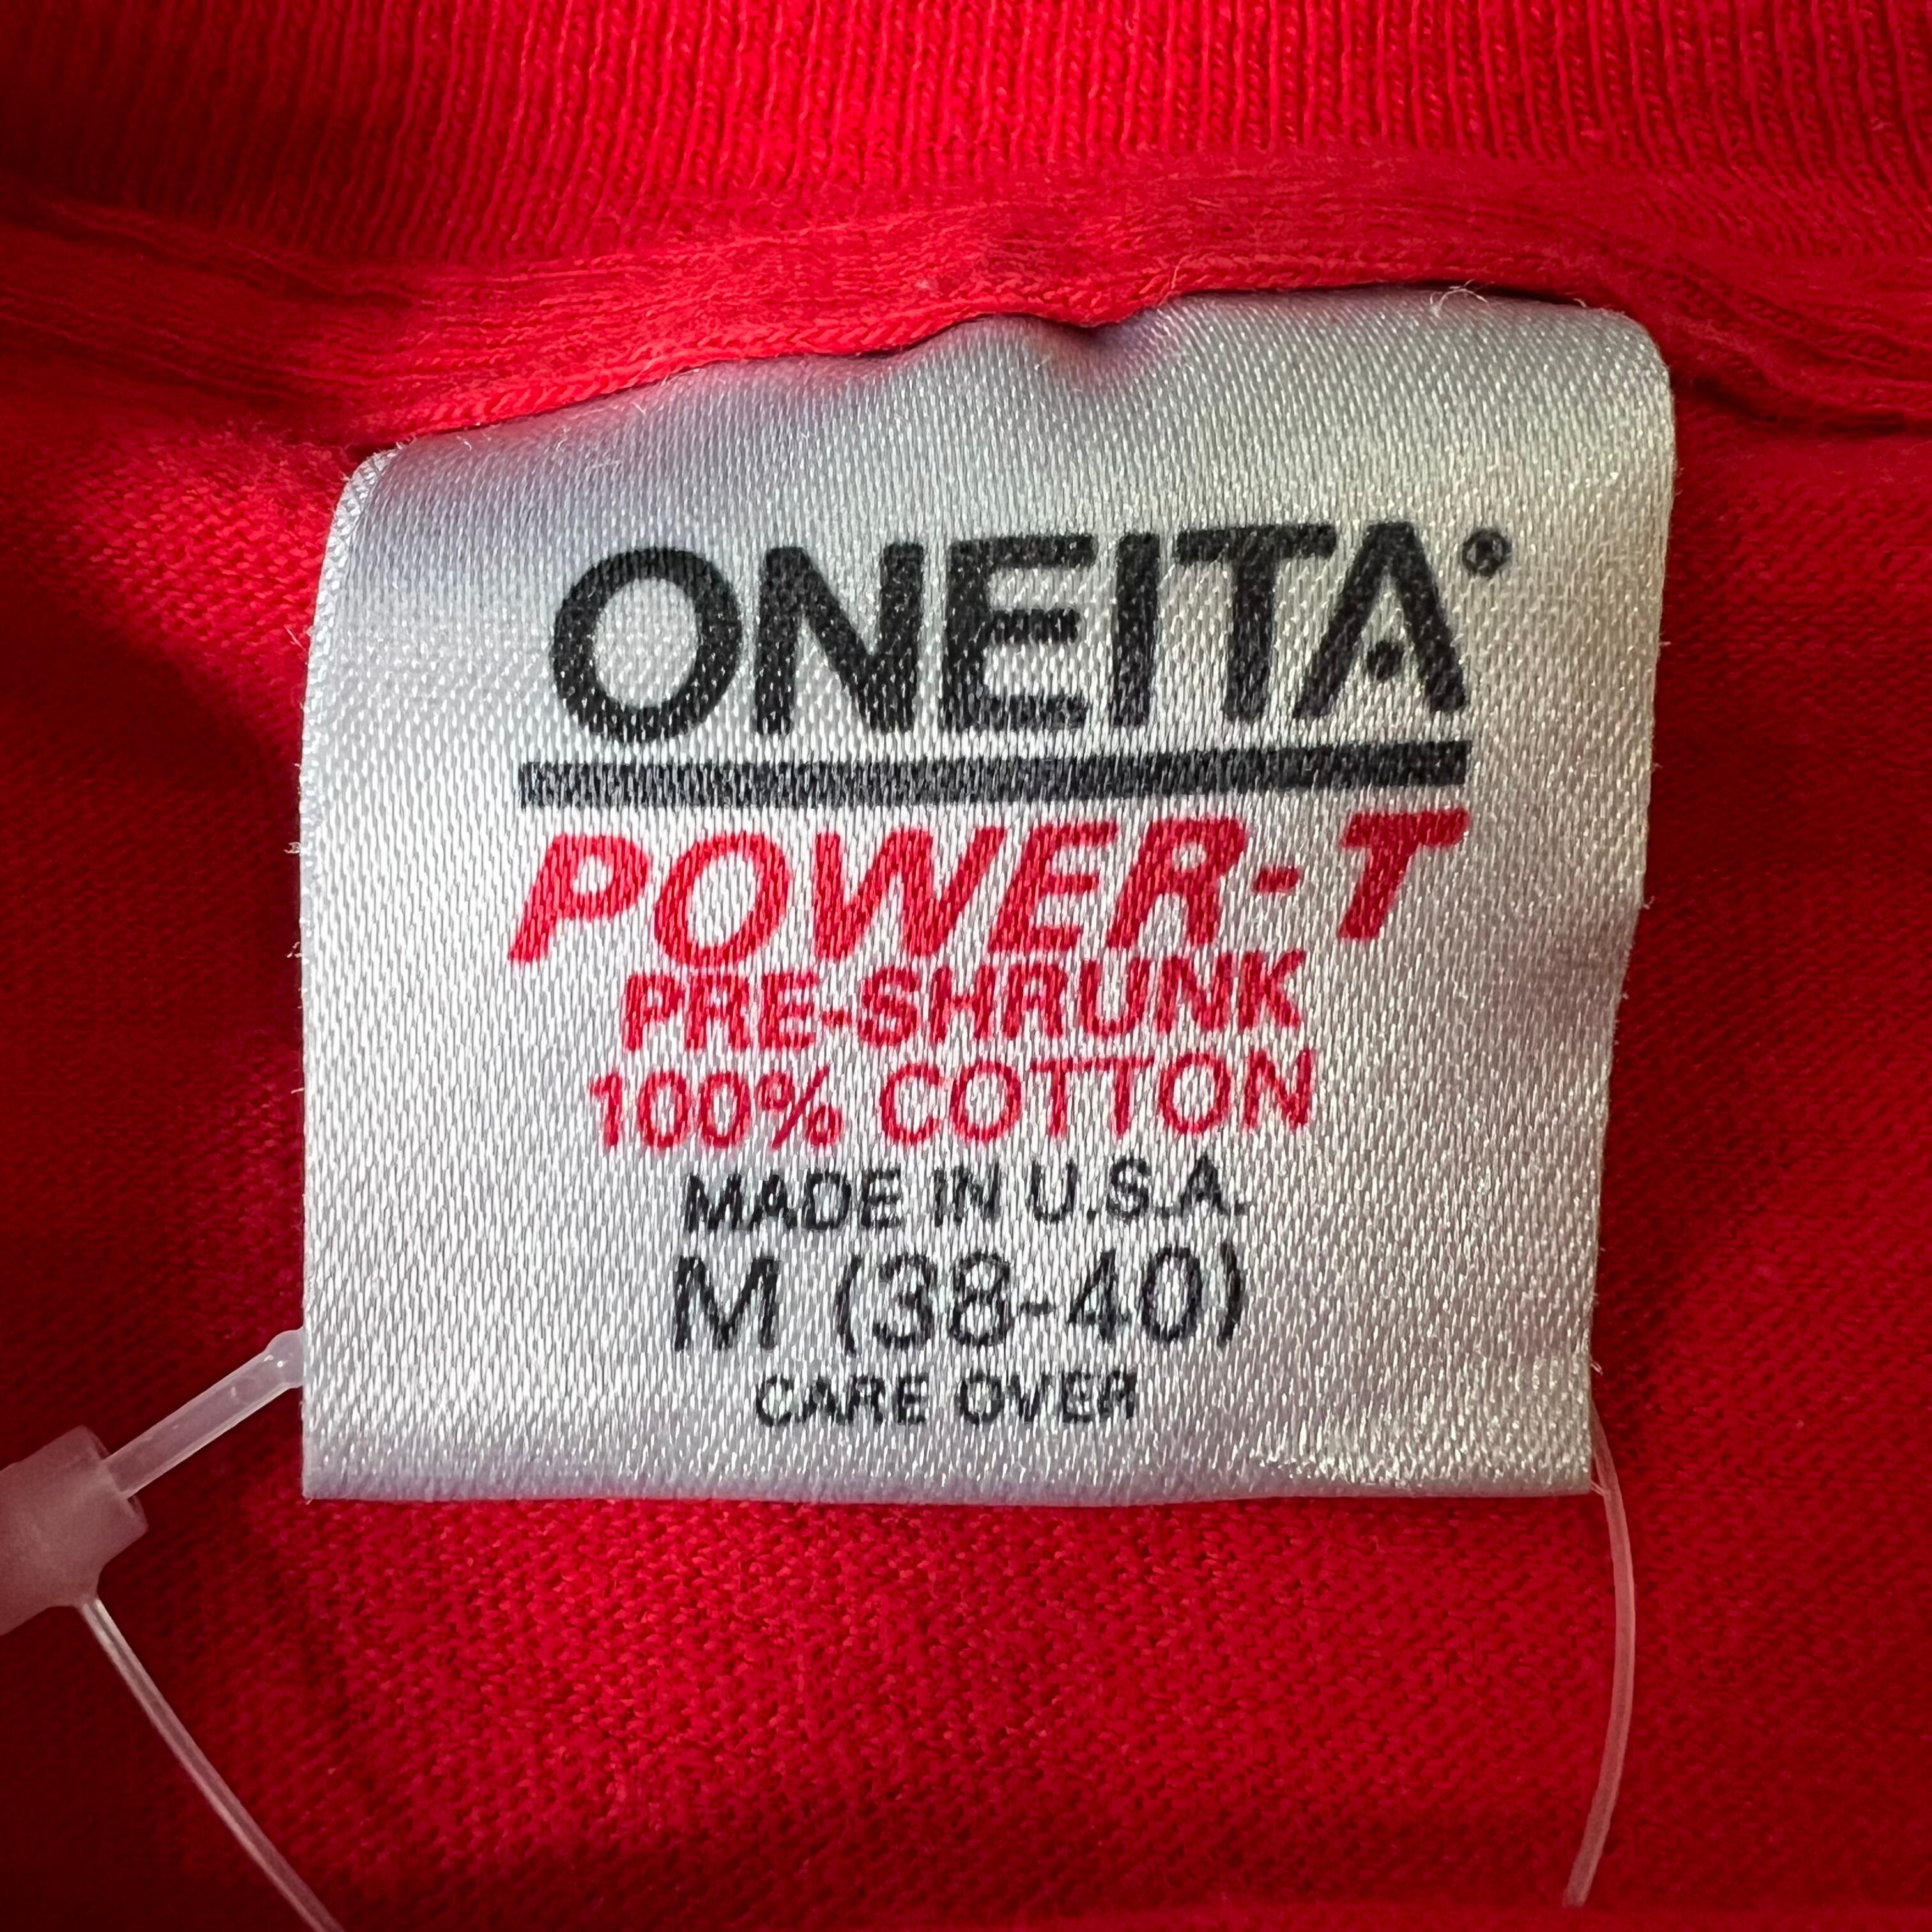 ONEITA®
POWER-T
PRE-SHRUNK
100% COTTON
MADE IN U.S.A.
M (38-40)
CARE OVER